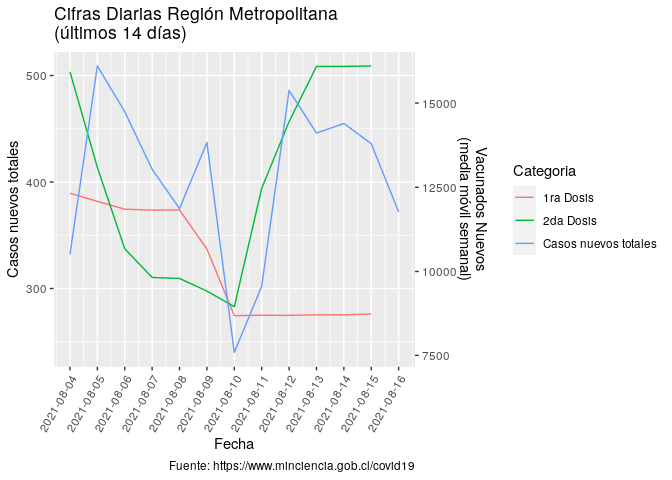 Cifras Diarias Región Metropolitana
(últimos 14 días)
Casos nuevos totales
500
400
300
15000
12500
10000
7500
Vacunados Nuevos
(media móvil semanal)
2021-08-04
2021-08-05
2021-08-06
2021-08-07
2021-08-08
2021-08-09
2021-08-10
2021-08-11
2021-08-12
2021-08-13
2021-08-14
2021-08-15
2021-08-16
Fecha
Categoria
1ra Dosis
2da Dosis
Casos nuevos totales
Fuente: https://www.minciencia.gob.cl/covid19